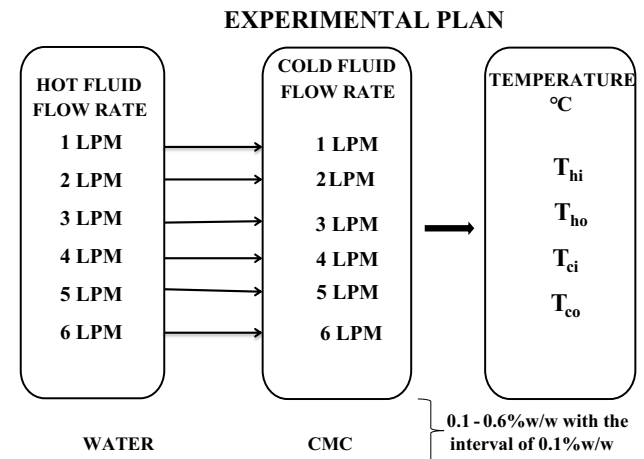 EXPERIMENTAL PLAN
HOT FLUID
FLOW RATE
1 LPM
2 LPM
3 LPM
4 LPM
5 LPM
6 LPM
COLD FLUID
FLOW RATE
1 LPM
2 LPM
3 LPM
4 LPM
5 LPM
6 LPM
TEMPERATURE
°C
Thi
Tho
Tci
Tco
WATER
CMC
0.1 - 0.6%w/w with the
interval of 0.1%w/w